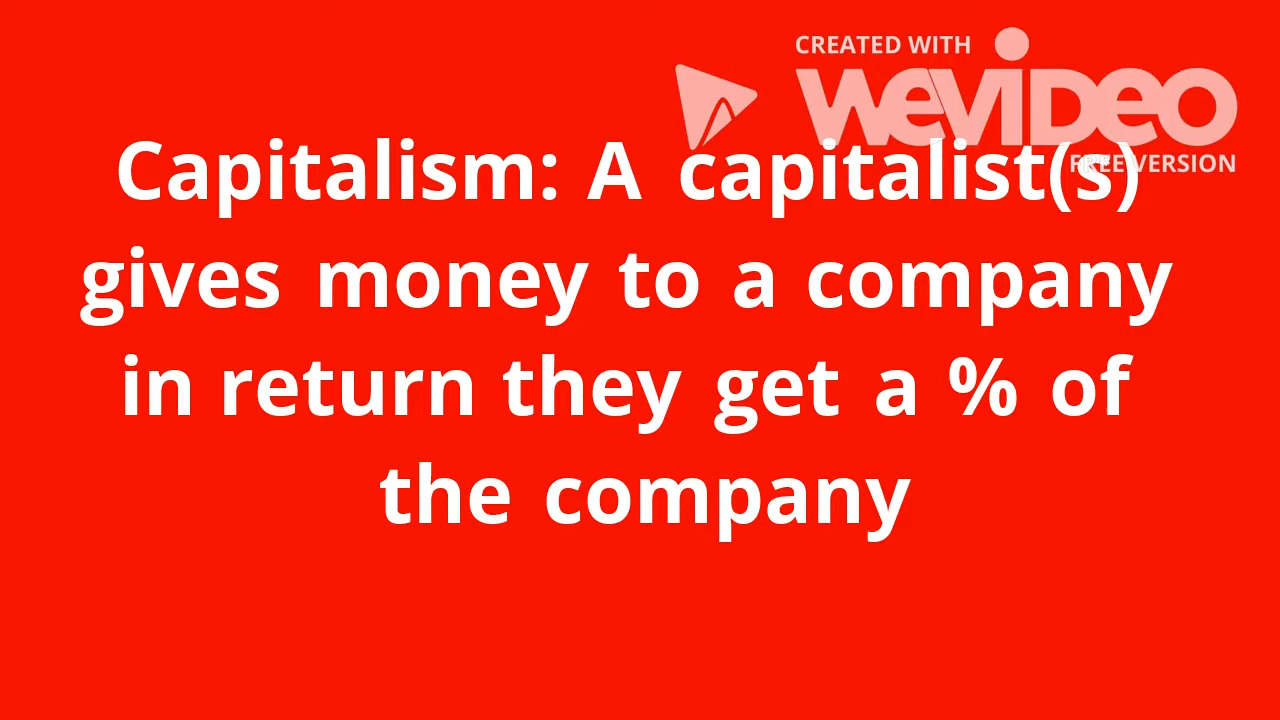 CREATED WITH
WEVIDEO
FREE VERSION
Capitalism: A capitalist(s)
gives money to a company
in return they get a % of
the company